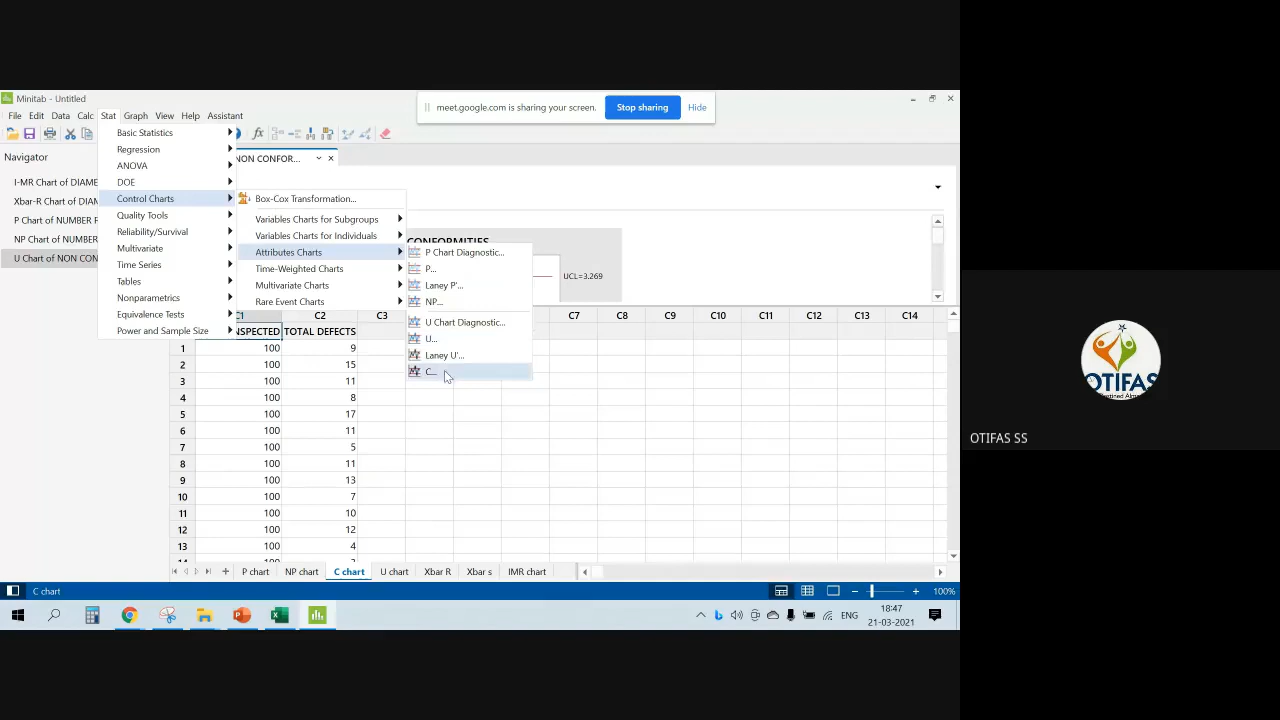 Minitab - Untitled
meet.google.com is sharing your screen.
Stop sharing
Hide
File Edit Data Calc Stat Graph View Help Assistant
Navigator
I-MR Chart of DIAME
Xbar-R Chart of DIAM
P Chart of NUMBER F
NP Chart of NUMBER
U Chart of NON CON
Basic Statistics
Regression
ANOVA
DOE
Control Charts
Quality Tools
Reliability/Survival
Multivariate
Time Series
Tables
Nonparametrics
Equivalence Tests
Power and Sample Size
NON CONFOR...
Box-Cox Transformation...
Variables Charts for Subgroups
Variables Charts for Individuals
Attributes Charts
Time-Weighted Charts
Multivariate Charts
Rare Event Charts
CONFORMITIES
P Chart Diagnostic...
P...
Laney P'...
NP...
U Chart Diagnostic...
U...
Laney U'...
C...
UCL=3.269
C1 C2 C3 C7 C8 C9 C10 C11 C12 C13 C14
NSPECTED TOTAL DEFECTS
1 100 9
2 100 15
3 100 11
4 100 8
5 100 17
6 100 11
7 100 5
8 100 11
9 100 13
10 100 7
11 100 10
12 100 12
13 100 4
P chart NP chart C chart U chart Xbar R Xbar s IMR chart
C chart
100%
ENG
18:47
21-03-2021
OTIFAS
OTIFAS SS